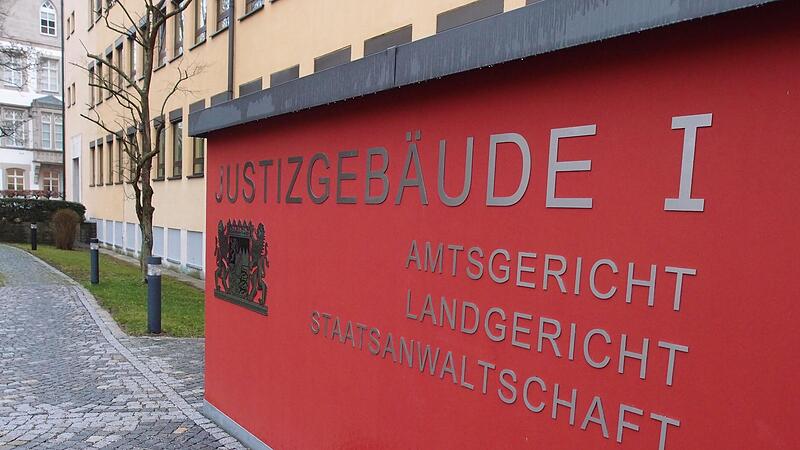 JUSTIZGEBÄUDE I
AMTSGERICHT
LANDGERICHT
STAATSANWALTSCHAFT